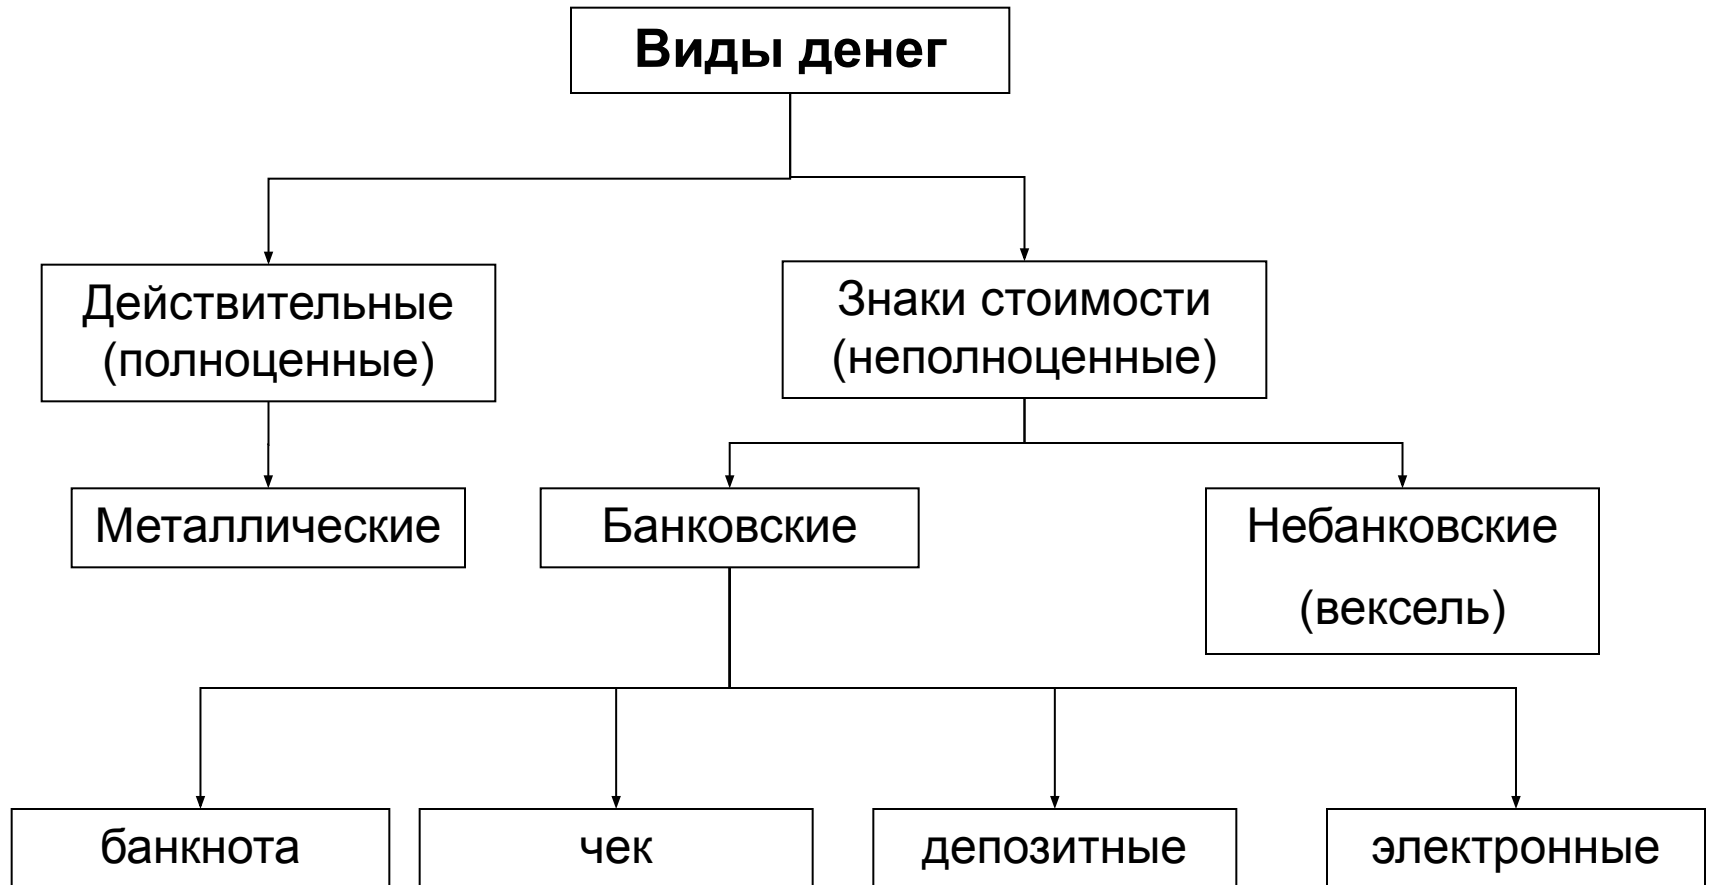 Виды денег
Действительные
(полноценные)
Знаки стоимости
(неполноценные)
Металлические
Банковские
Небанковские
(вексель)
банкнота
чек
депозитные
электронные